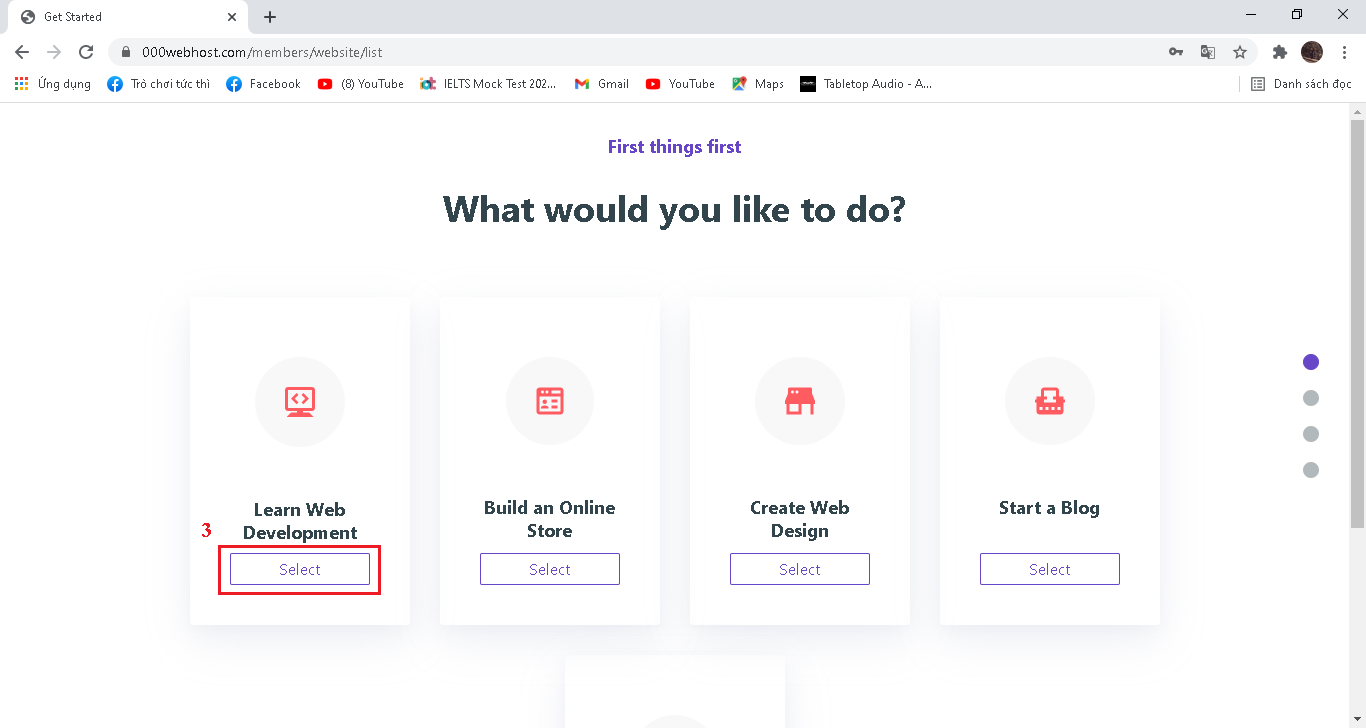 Get Started
000webhost.com/members/website/list
Ứng dụng
Trò chơi tức thì
Facebook
(8) YouTube
IELTS Mock Test 202...
Gmail
YouTube
Maps
Tabletop Audio - A...
Danh sách đọc
First things first
What would you like to do?
Learn Web
Development
3
Select
Build an Online
Store
Select
Create Web
Design
Select
Start a Blog
Select